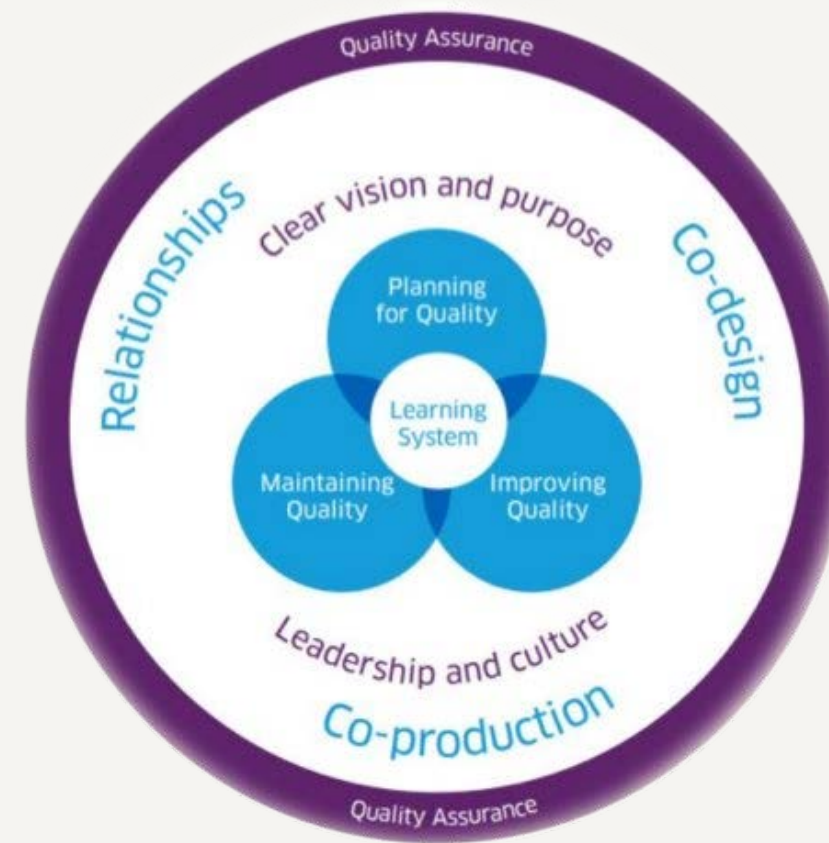 Quality Assurance
Relationships
Clear vision and purpose
Co-design
Planning
for Quality
Learning
System
Maintaining
Quality
Improving
Quality
Leadership and culture
Co-production
Quality Assurance